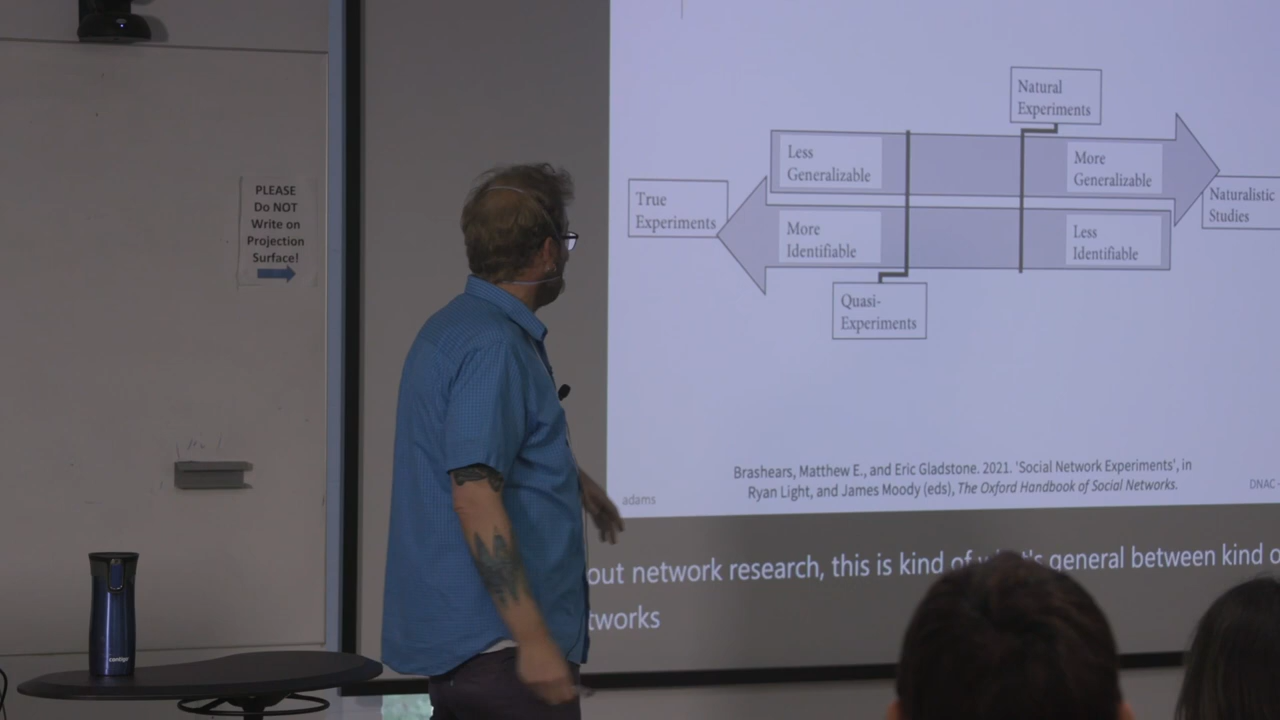 PLEASE
Do NOT
Write on
Projection
Surface!
Natural
Experiments
Less
Generalizable
More
Generalizable
True
Experiments
Naturalistic
Studies
More
Identifiable
Less
Identifiable
Quasi-
Experiments
Brashears, Matthew E., and Eric Gladstone. 2021. 'Social Network Experiments', in
Ryan Light, and James Moody (eds), The Oxford Handbook of Social Networks.
adams
DNAC
out network research, this is kind of general between kind
tworks
contigo